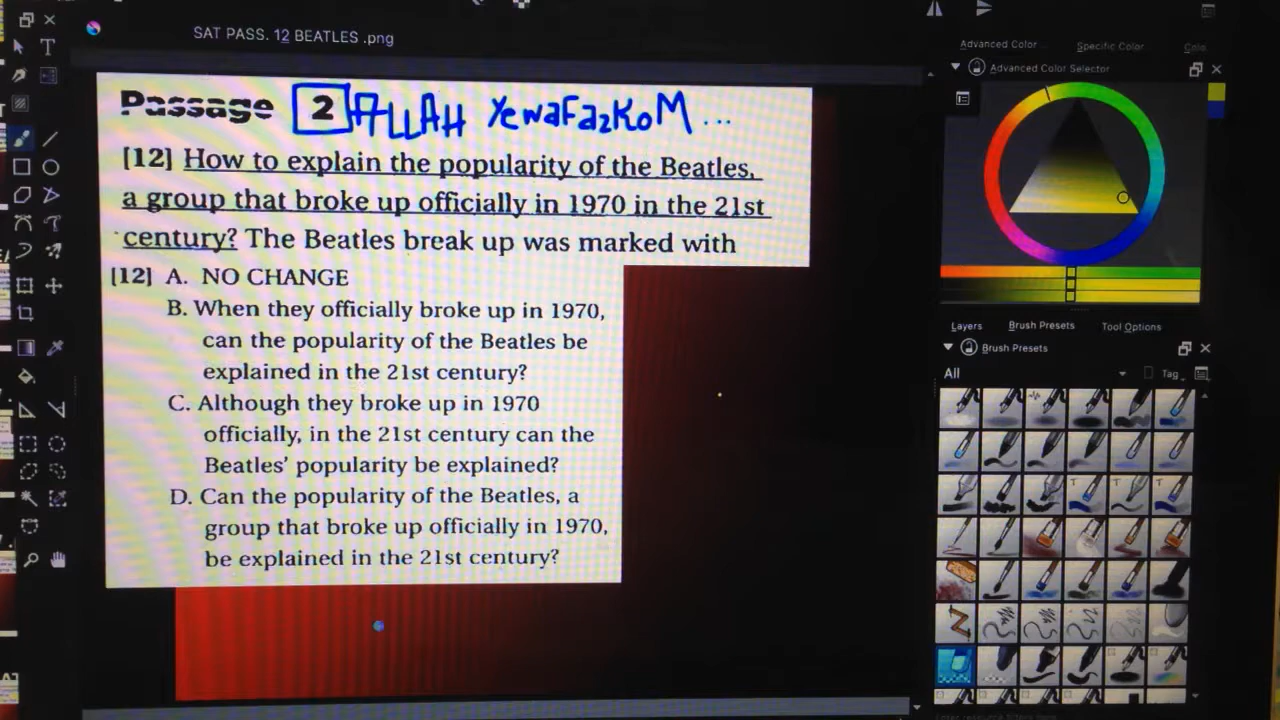 SAT PASS. 12 BEATLES .png
Passage 2 ALLAH YewaFazKoM...
[12] How to explain the popularity of the Beatles,
a group that broke up officially in 1970 in the 21st
century? The Beatles break up was marked with
[12] A. NO CHANGE
B. When they officially broke up in 1970,
can the popularity of the Beatles be
explained in the 21st century?
C. Although they broke up in 1970
officially, in the 21st century can the
Beatles' popularity be explained?
D. Can the popularity of the Beatles, a
group that broke up officially in 1970,
be explained in the 21st century?
Advanced Color... Specific Color... Colo
Advanced Color Selector
Layers Brush Presets Tool Options
Brush Presets
All Tag